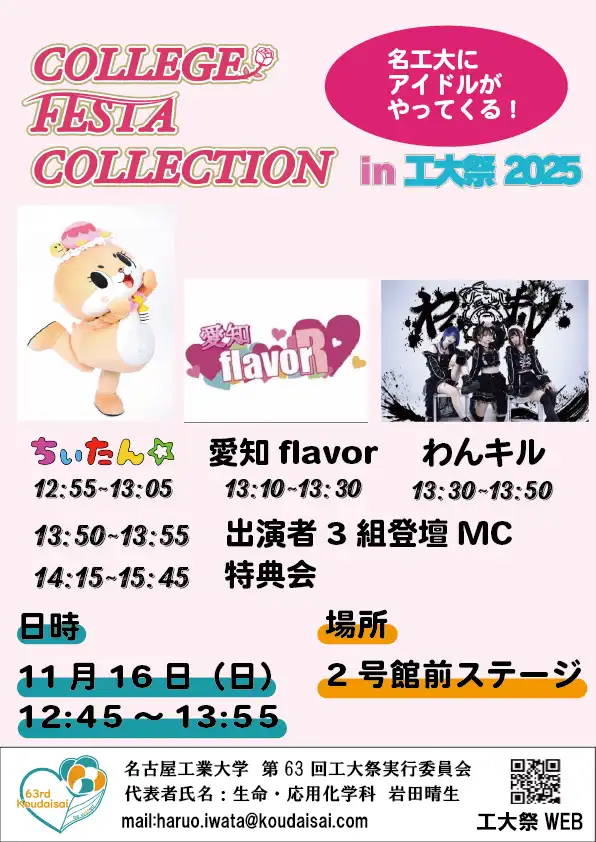 COLLEGE
FESTA
COLLECTION
名工大に
アイドルが
やってくる！
in 工大祭 2025
愛知
flavor R
わんキル
ちぃたん☆
愛知 flavor
わんキル
12:55~13:05
13:10~13:30
13:30~13:50
13:50~13:55 出演者 3 組登壇 MC
14:15~15:45 特典会
日時
場所
11 月 16 日（日）
12:45 〜 13:55
2 号館前ステージ
63rd
Koudaisai
名古屋工業大学 第 63 回工大祭実行委員会
代表者氏名：生命・応用化学科 岩田晴生
mail:haruo.iwata@koudaisai.com
工大祭 WEB